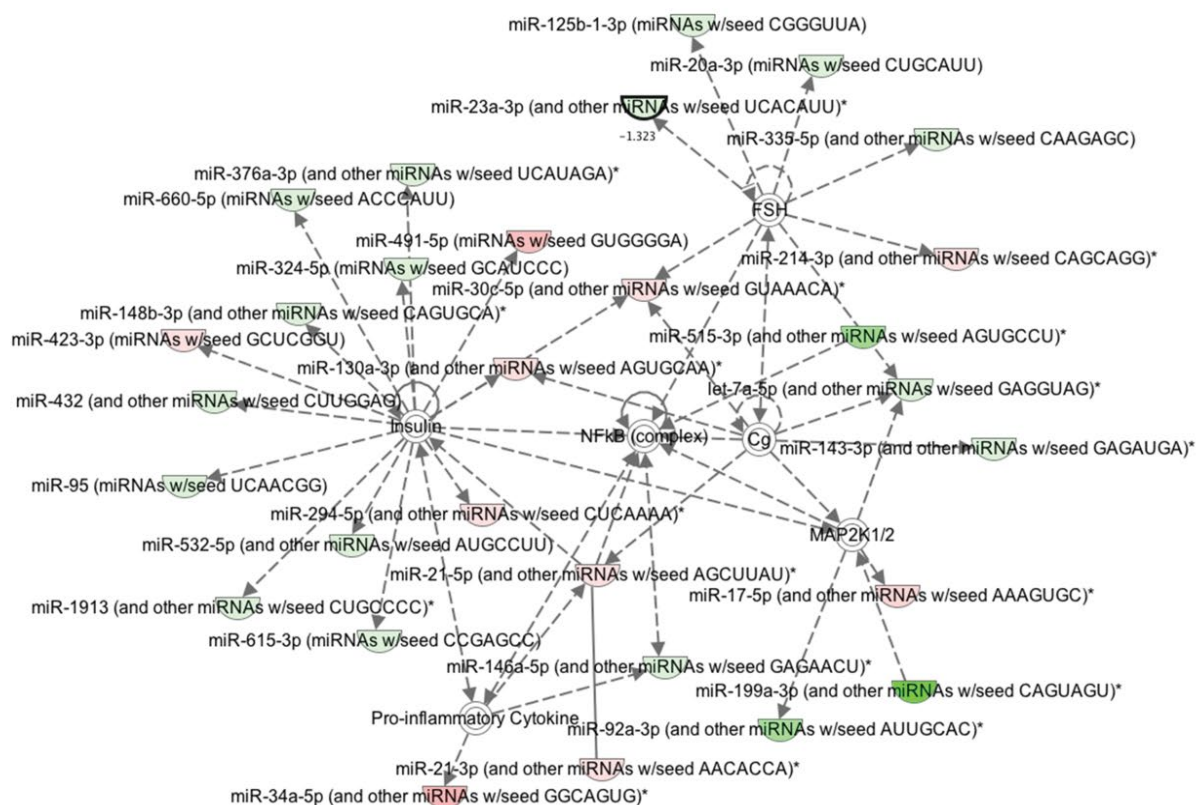 miR-125b-1-3p (miRNAs w/seed CGGGUUA)
miR-20a-3p (miRNAs w/seed CUGCAUU)
miR-23a-3p (and other miRNAs w/seed UCACAUU)*
−1.323
miR-335-5p (and other miRNAs w/seed CAAGAGC)
miR-376a-3p (and other miRNAs w/seed UCAUAGA)*
miR-660-5p (miRNAs w/seed ACCCAUU)
FSH
miR-491-5p (miRNAs w/seed GUGGGGA)
miR-214-3p (and other miRNAs w/seed CAGCAGG)*
miR-324-5p (miRNAs w/seed GCAUCCC)
miR-30c-5p (and other miRNAs w/seed GUAAACA)*
miR-148b-3p (and other miRNAs w/seed CAGUGCA)*
miR-423-3p (miRNAs w/seed GCUCGGU)
miR-515-3p (and other miRNAs w/seed AGUGCCU)*
miR-130a-3p (and other miRNAs w/seed AGUGCAA)*
let-7a-5p (and other miRNAs w/seed GAGGUAG)*
miR-432 (and other miRNAs w/seed CUUGGAG)
Insulin
NFkB (complex)
Cg
miR-143-3p (and other miRNAs w/seed GAGAUGA)*
miR-95 (miRNAs w/seed UCAACGG)
miR-294-5p (and other miRNAs w/seed CUCAAAA)*
MAP2K1/2
miR-532-5p (and other miRNAs w/seed AUGCCUU)
miR-21-5p (and other miRNAs w/seed AGCUUAU)*
miR-17-5p (and other miRNAs w/seed AAAGUGC)*
miR-1913 (and other miRNAs w/seed CUGCCCC)*
miR-615-3p (miRNAs w/seed CCGAGCC)
miR-146a-5p (and other miRNAs w/seed GAGAACU)*
miR-199a-3p (and other miRNAs w/seed CAGUAGU)*
Pro-inflammatory Cytokine
miR-92a-3p (and other miRNAs w/seed AUUGCAC)*
miR-21-3p (and other miRNAs w/seed AACACCA)*
miR-34a-5p (and other miRNAs w/seed GGCAGUG)*